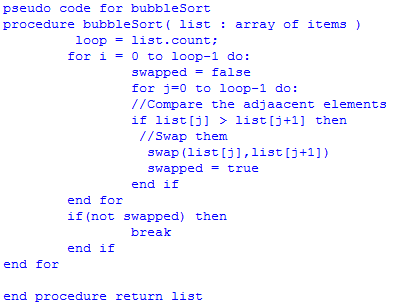 pseudo code for bubbleSort
procedure bubbleSort( list : array of items )
loop = list.count;
for i = 0 to loop-1 do:
swapped = false
for j=0 to loop-1 do:
//Compare the adjaacent elements
if list[j] > list[j+1] then
//Swap them
swap(list[j],list[j+1])
swapped = true
end if
end for
if(not swapped) then
break
end if
end for
end procedure return list